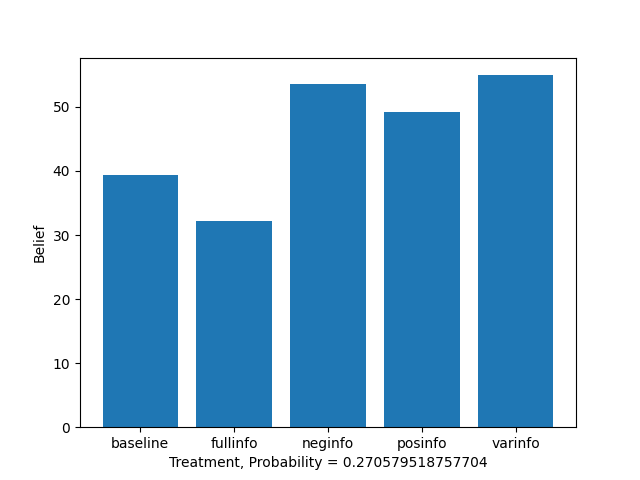 Belief
50
40
30
20
10
0
baseline fullinfo neginfo posinfo varinfo
Treatment, Probability = 0.270579518757704